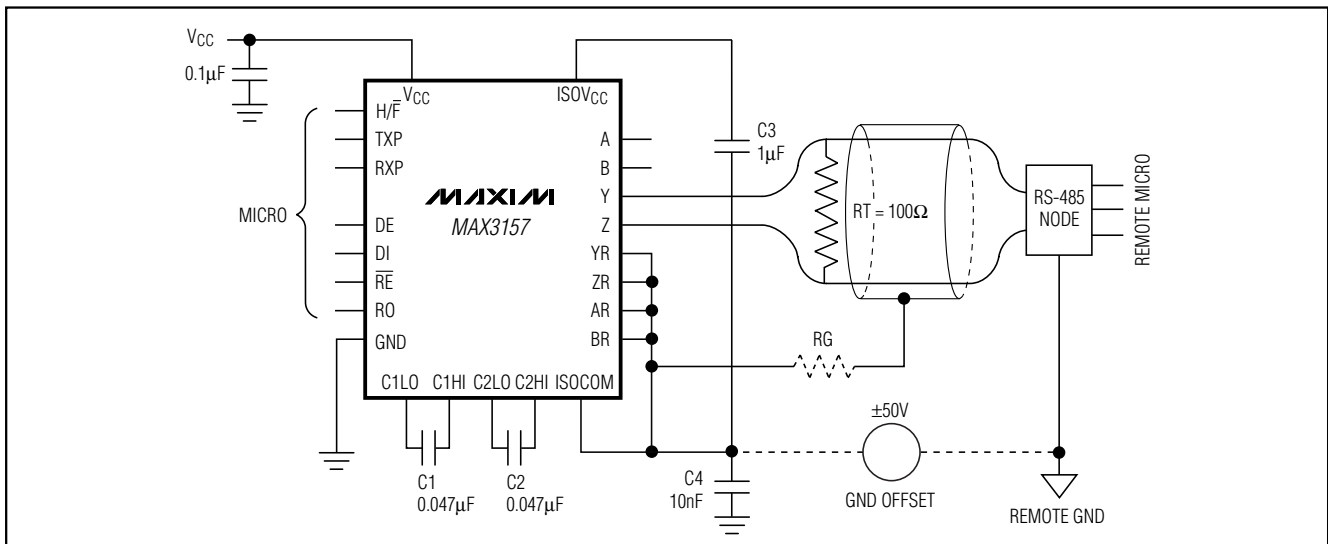 VCC
0.1µF
VCC
ISOVCC
H/F̅
TXP
RXP
MICRO
DE
DI
R̅E̅
RO
GND
MAXIM
MAX3157
A
B
Y
Z
YR
ZR
AR
BR
C1LO C1HI C2LO C2HI ISOCOM
C3
1µF
RT = 100Ω
RS-485
NODE
REMOTE MICRO
RG
±50V
GND OFFSET
C1
0.047µF
C2
0.047µF
C4
10nF
REMOTE GND